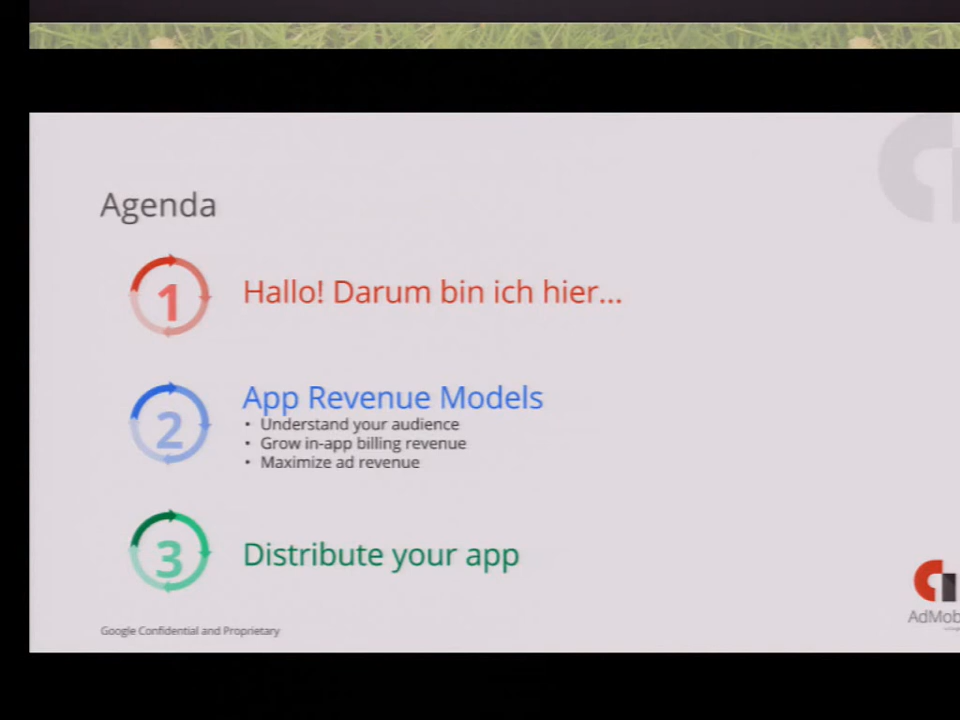 Agenda
1
Hallo! Darum bin ich hier...
2
App Revenue Models
• Understand your audience
• Grow in-app billing revenue
• Maximize ad revenue
3
Distribute your app
Google Confidential and Proprietary
AdMob